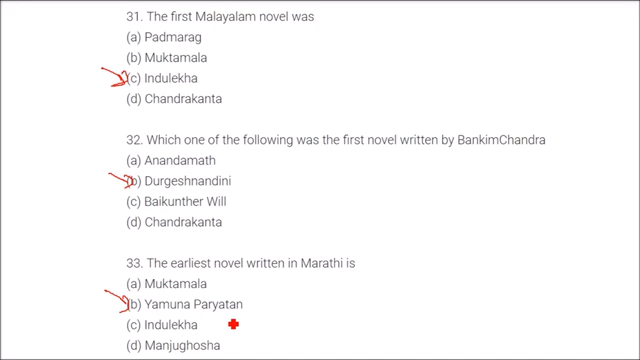 31. The first Malayalam novel was
(a) Padmarag
(b) Muktamala
(c) Indulekha
(d) Chandrakanta
32. Which one of the following was the first novel written by BankimChandra
(a) Anandamath
(b) Durgeshnandini
(c) Baikunther Will
(d) Chandrakanta
33. The earliest novel written in Marathi is
(a) Muktamala
(b) Yamuna Paryatan
(c) Indulekha
(d) Manjughosha